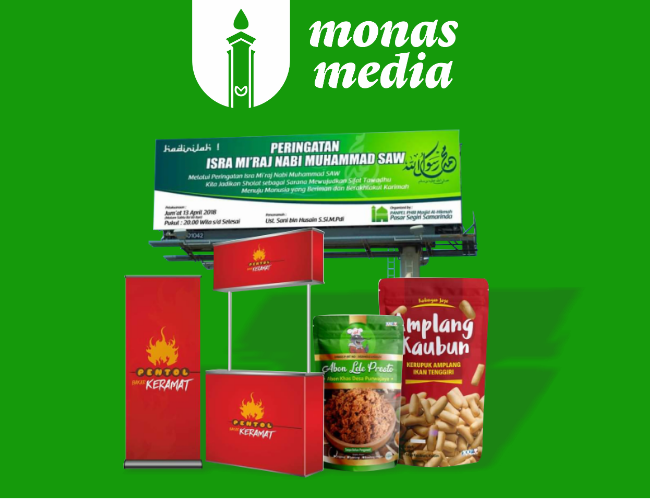 monas
media
hadirilah !
PERINGATAN
ISRA MI'RAJ NABI MUHAMMAD SAW
Melalui Peringatan Isra Mi'raj Nabi Muhammad SAW
Kita Jadikan Sholat sebagai Sarana Mewujudkan Sifat Tawadhu
Menuju Manusia yang Beriman dan Berakhlakul Karimah
Jum'at 13 April 2018
Pukul : 20.00 Wita s/d Selesai
Ust. Sani bin Husain S.Si.M.Pdi
Pasar Segiri Samarinda
PENTOL
KERAMAT
PENTOL
KERAMAT
PENTOL
KERAMAT
Abon Lele Presto
Amplang
Kaubun
KERUPUK AMPLANG
IKAN TENGGIRI